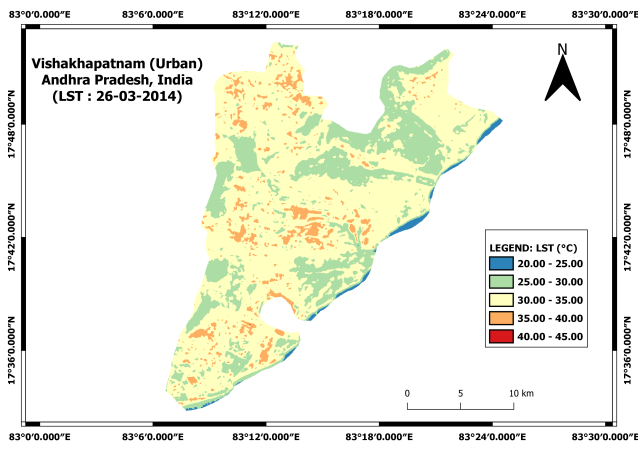 83°0'0.000"E 83°6'0.000"E 83°12'0.000"E 83°18'0.000"E 83°24'0.000"E 83°30'0.000"E
Vishakhapatnam (Urban)
Andhra Pradesh, India
(LST : 26-03-2014)
N
17°48'0.000"N
17°42'0.000"N
17°36'0.000"N
17°48'0.000"N
17°42'0.000"N
17°36'0.000"N
LEGEND: LST (°C)
20.00 - 25.00
25.00 - 30.00
30.00 - 35.00
35.00 - 40.00
40.00 - 45.00
0 5 10 km
83°0'0.000"E 83°6'0.000"E 83°12'0.000"E 83°18'0.000"E 83°24'0.000"E 83°30'0.000"E